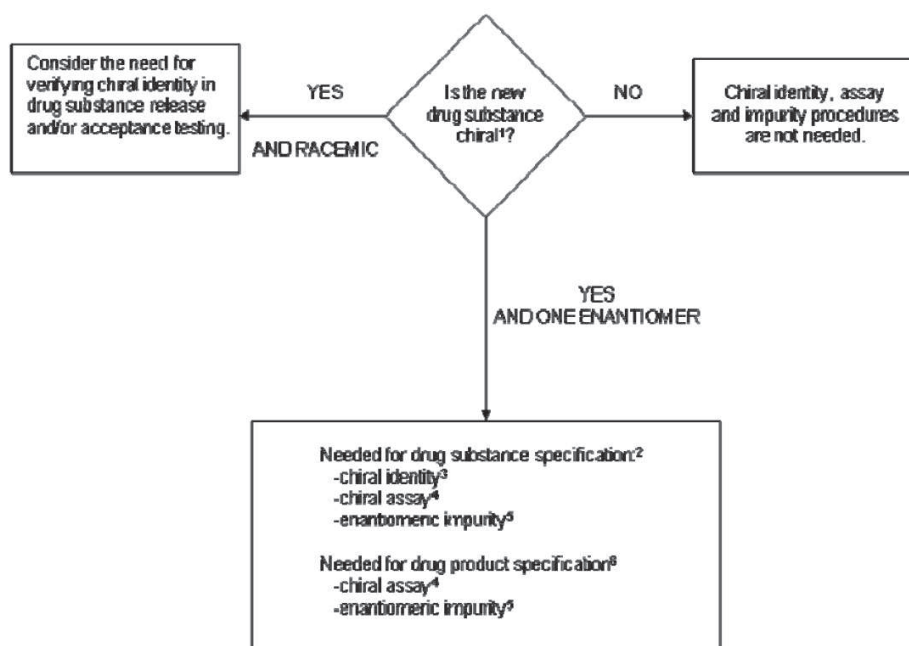 Consider the need for
verifying chiral identity in
drug substance release
and/or acceptance testing.
YES
AND RACEMIC
Is the new
drug substance
chiral¹?
NO
Chiral identity, assay
and impurity procedures
are not needed.
YES
AND ONE ENANTIOMER
Needed for drug substance specification:²
-chiral identity³
-chiral assay⁴
-enantiomeric impurity⁵
Needed for drug product specification⁶
-chiral assay⁴
-enantiomeric impurity⁵